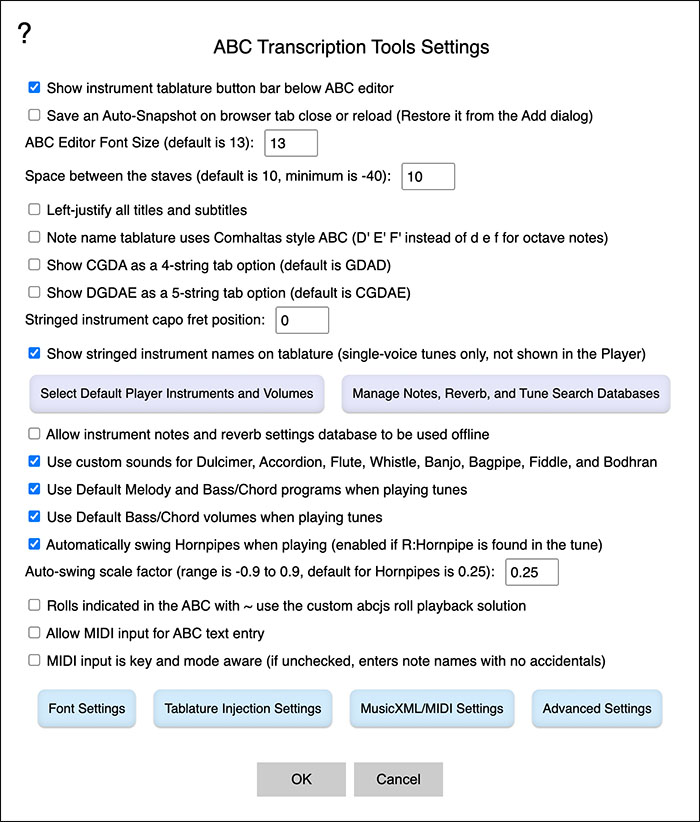 ?
ABC Transcription Tools Settings
Show instrument tablature button bar below ABC editor
Save an Auto-Snapshot on browser tab close or reload (Restore it from the Add dialog)
ABC Editor Font Size (default is 13): 13
Space between the staves (default is 10, minimum is -40): 10
Left-justify all titles and subtitles
Note name tablature uses Comhaltas style ABC (D' E' F' instead of d e f for octave notes)
Show CGDA as a 4-string tab option (default is GDAD)
Show DGDAE as a 5-string tab option (default is CGDAE)
Stringed instrument capo fret position: 0
Show stringed instrument names on tablature (single-voice tunes only, not shown in the Player)
Select Default Player Instruments and Volumes Manage Notes, Reverb, and Tune Search Databases
Allow instrument notes and reverb settings database to be used offline
Use custom sounds for Dulcimer, Accordion, Flute, Whistle, Banjo, Bagpipe, Fiddle, and Bodhran
Use Default Melody and Bass/Chord programs when playing tunes
Use Default Bass/Chord volumes when playing tunes
Automatically swing Hornpipes when playing (enabled if R:Hornpipe is found in the tune)
Auto-swing scale factor (range is -0.9 to 0.9, default for Hornpipes is 0.25): 0.25
Rolls indicated in the ABC with ~ use the custom abcjs roll playback solution
Allow MIDI input for ABC text entry
MIDI input is key and mode aware (if unchecked, enters note names with no accidentals)
Font Settings Tablature Injection Settings MusicXML/MIDI Settings Advanced Settings
OK Cancel